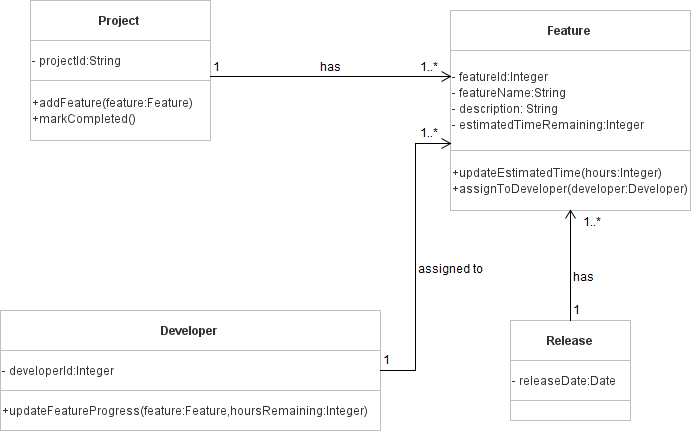 Project
- projectId:String
+addFeature(feature:Feature)
+markCompleted()
1
has
1..*
Feature
- featureId:Integer
- featureName:String
- description: String
- estimatedTimeRemaining:Integer
+updateEstimatedTime(hours:Integer)
+assignToDeveloper(developer:Developer)
1..*
assigned to
1
1..*
has
1
Developer
- developerId:Integer
+updateFeatureProgress(feature:Feature,hoursRemaining:Integer)
Release
- releaseDate:Date